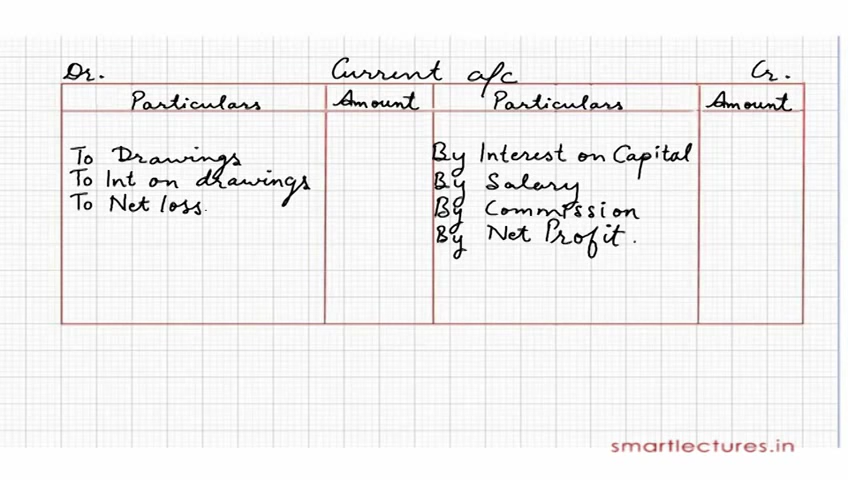 Dr. Current a/c Cr.
Particulars Amount Particulars Amount
To Drawings
To Int on drawings
To Net loss.
By Interest on Capital
By Salary
By Commission
By Net Profit.
smartlectures.in